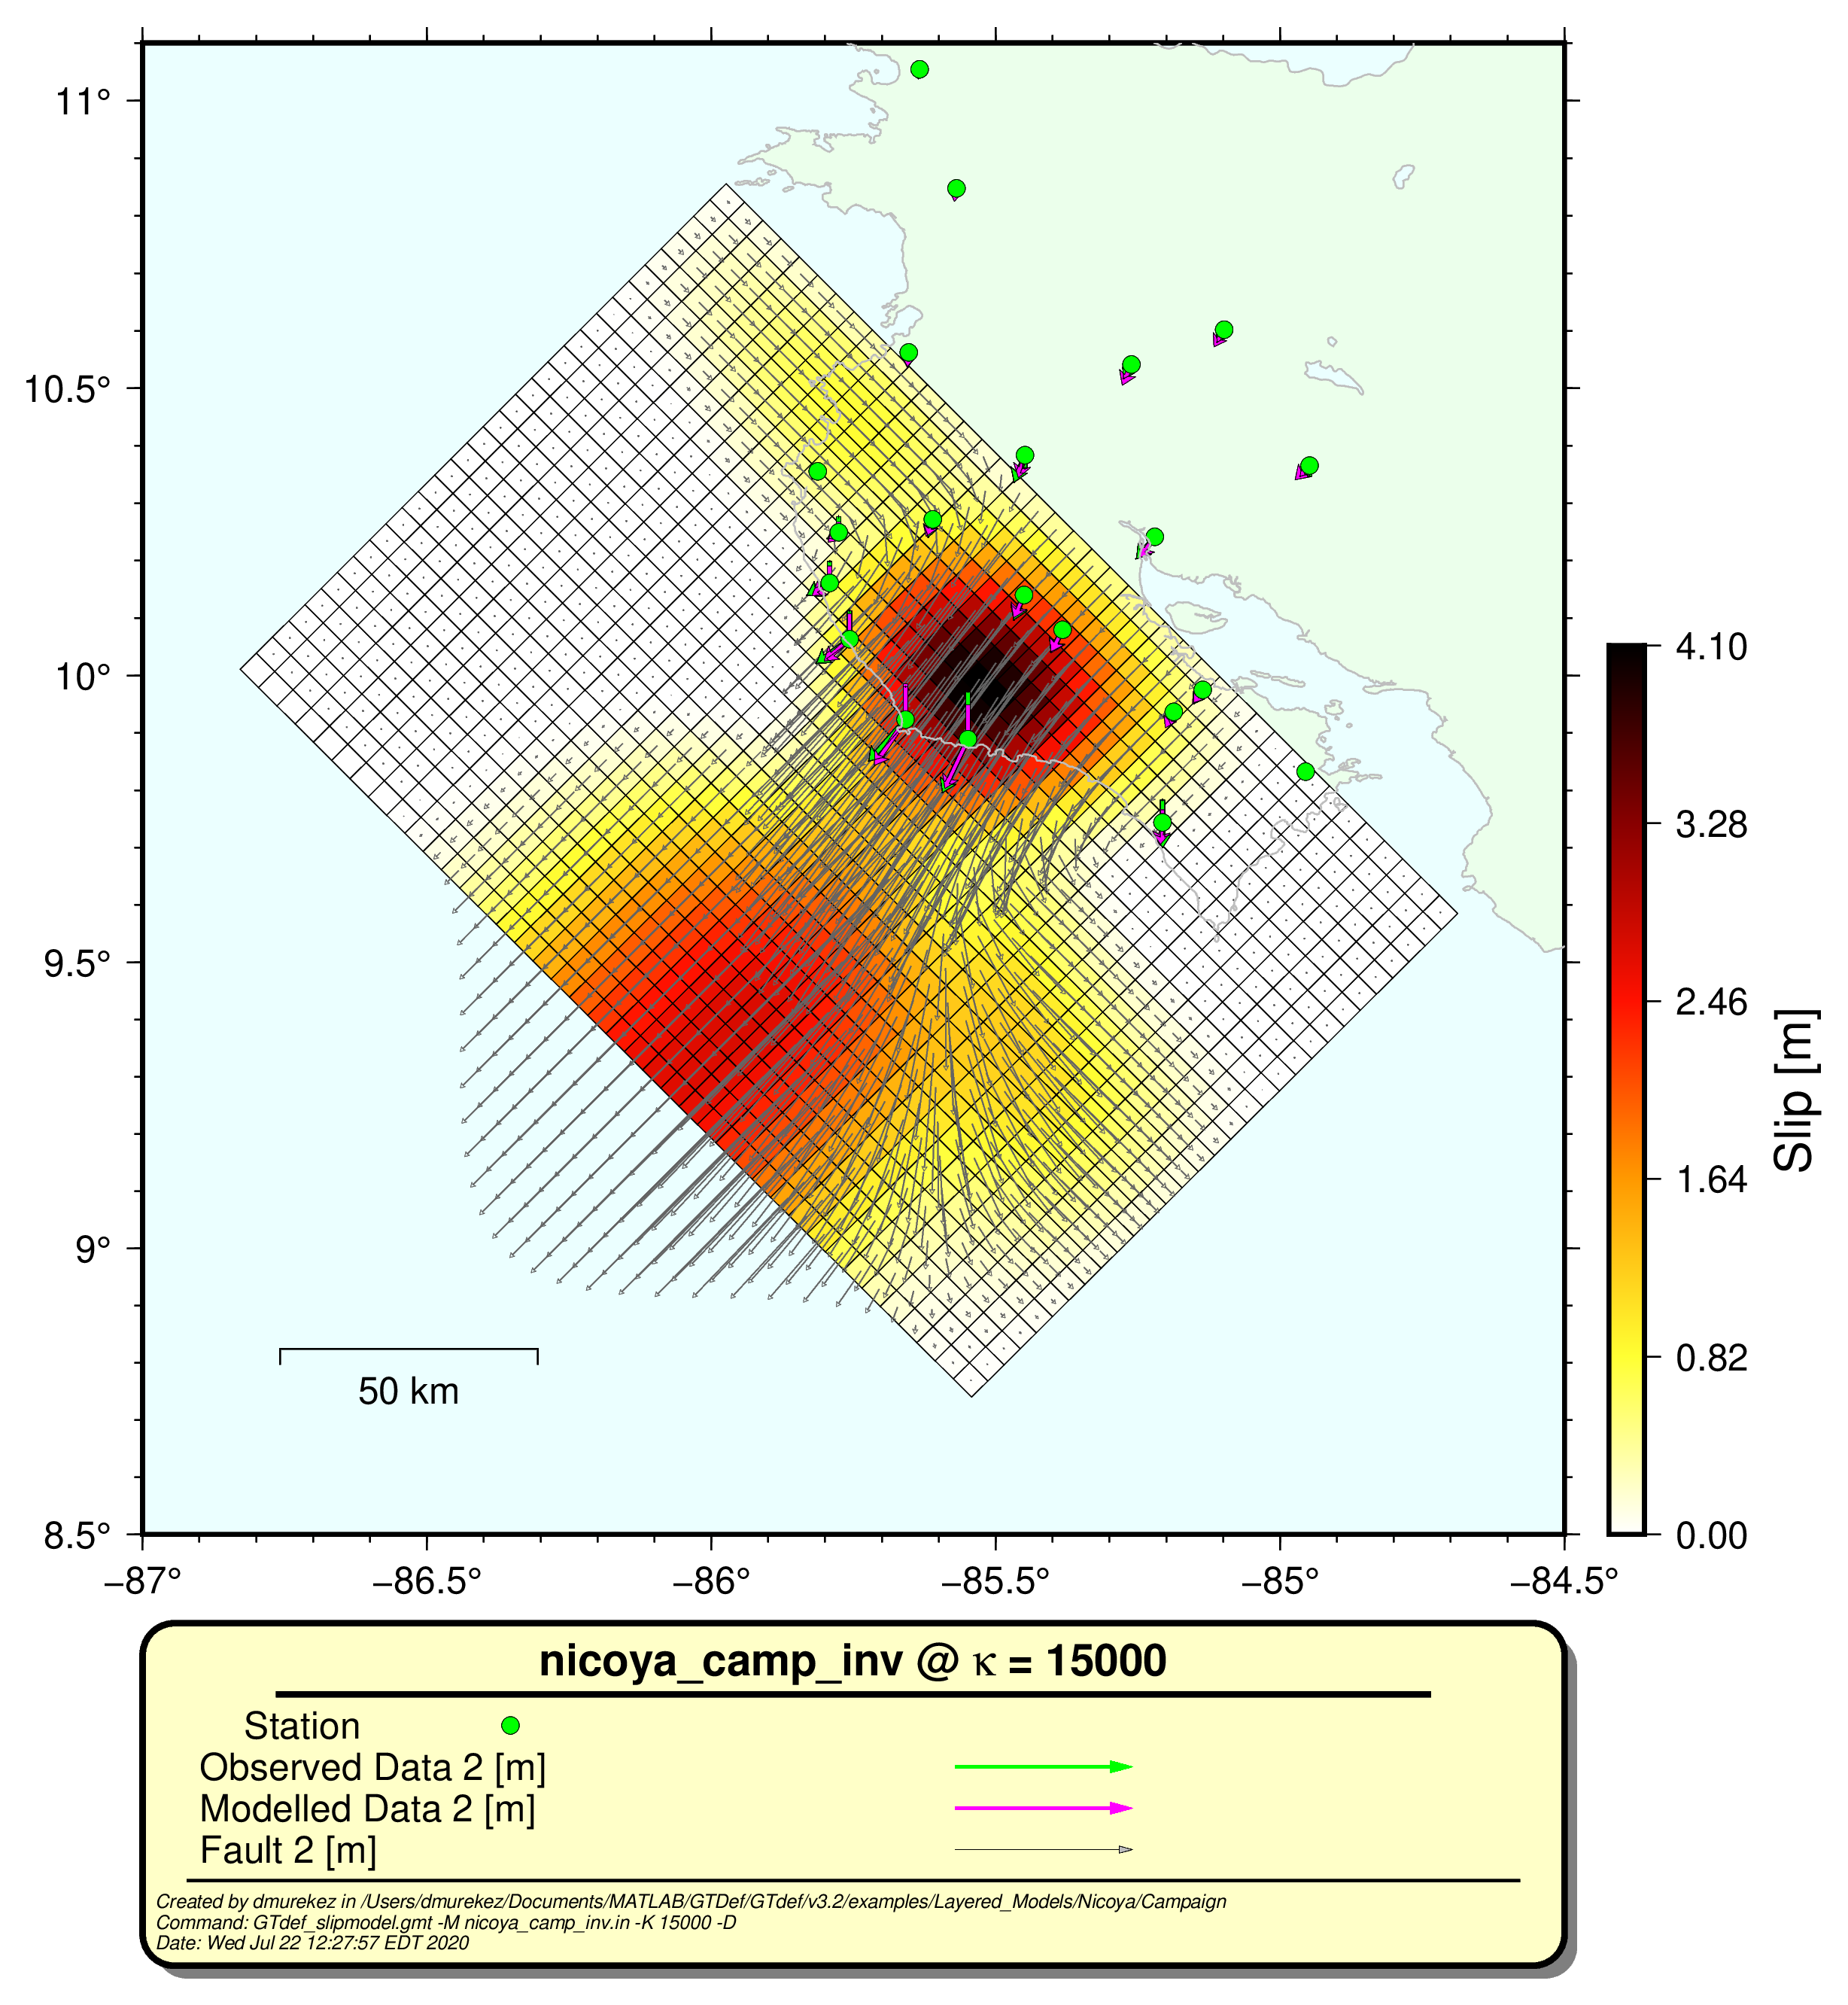 11°
10.5°
10°
9.5°
9°
8.5°
−87°
−86.5°
−86°
−85.5°
−85°
−84.5°
50 km
4.10
3.28
2.46
1.64
0.82
0.00
Slip [m]
nicoya_camp_inv @ κ = 15000
Station
Observed Data 2 [m]
Modelled Data 2 [m]
Fault 2 [m]
Created by dmurekez in /Users/dmurekez/Documents/MATLAB/GTDef/GTdef/v3.2/examples/Layered_Models/Nicoya/Campaign
Command: GTdef_slipmodel.gmt -M nicoya_camp_inv.in -K 15000 -D
Date: Wed Jul 22 12:27:57 EDT 2020